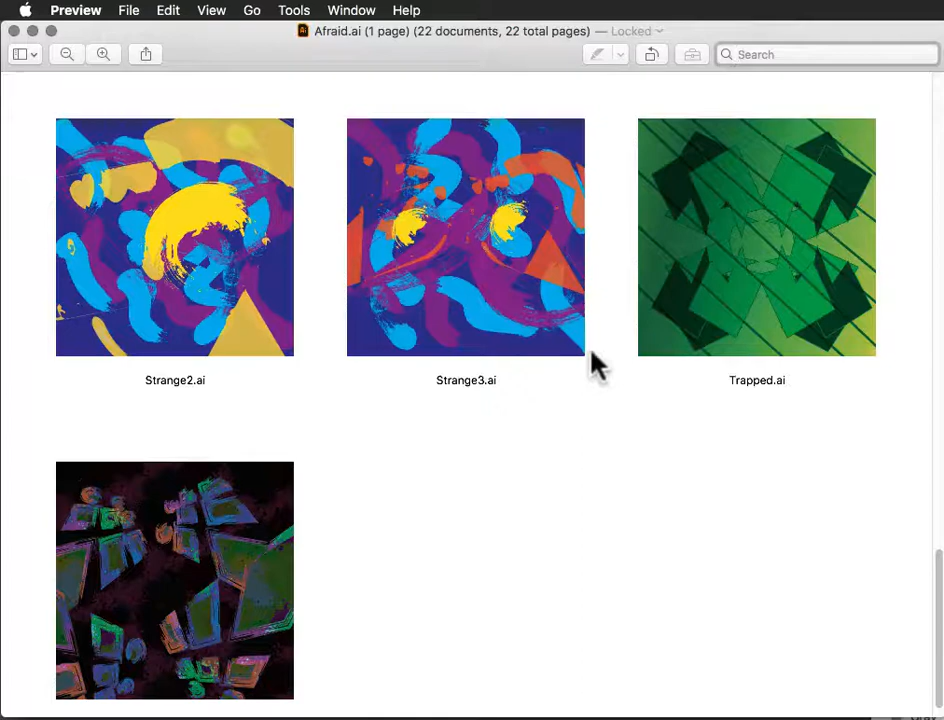 Preview File Edit View Go Tools Window Help
Afraid.ai (1 page) (22 documents, 22 total pages) — Locked
Search
Strange2.ai
Strange3.ai
Trapped.ai